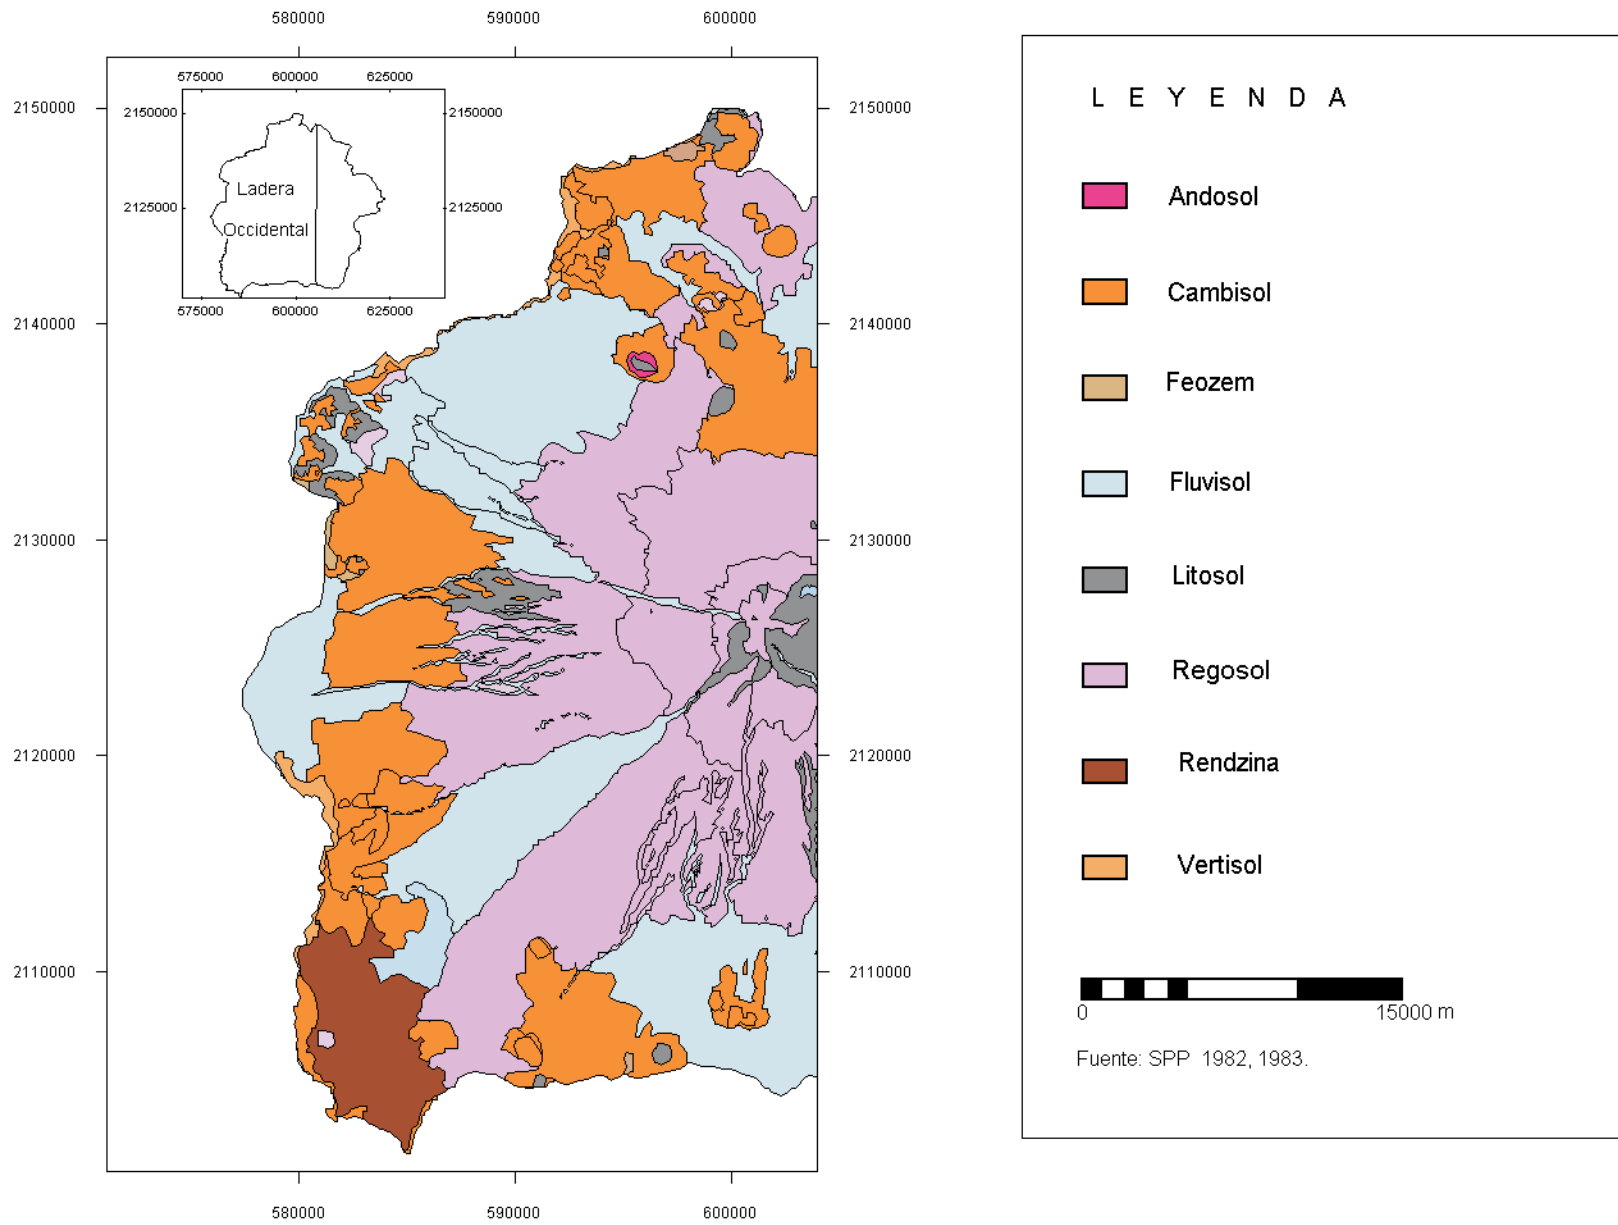 580000 590000 600000
575000 600000 625000
2150000 2150000
2125000 2125000
Ladera
Occidental
575000 600000 625000
2150000 2150000
2140000 2140000
2130000 2130000
2120000 2120000
2110000 2110000
580000 590000 600000
L E Y E N D A
Andosol
Cambisol
Feozem
Fluvisol
Litosol
Regosol
Rendzina
Vertisol
0 15000 m
Fuente: SPP 1982, 1983.